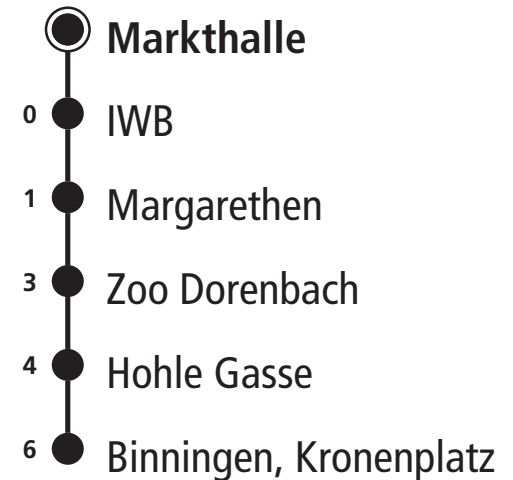 Markthalle
0 IWB
1 Margarethen
3 Zoo Dorenbach
4 Hohle Gasse
6 Binningen, Kronenplatz